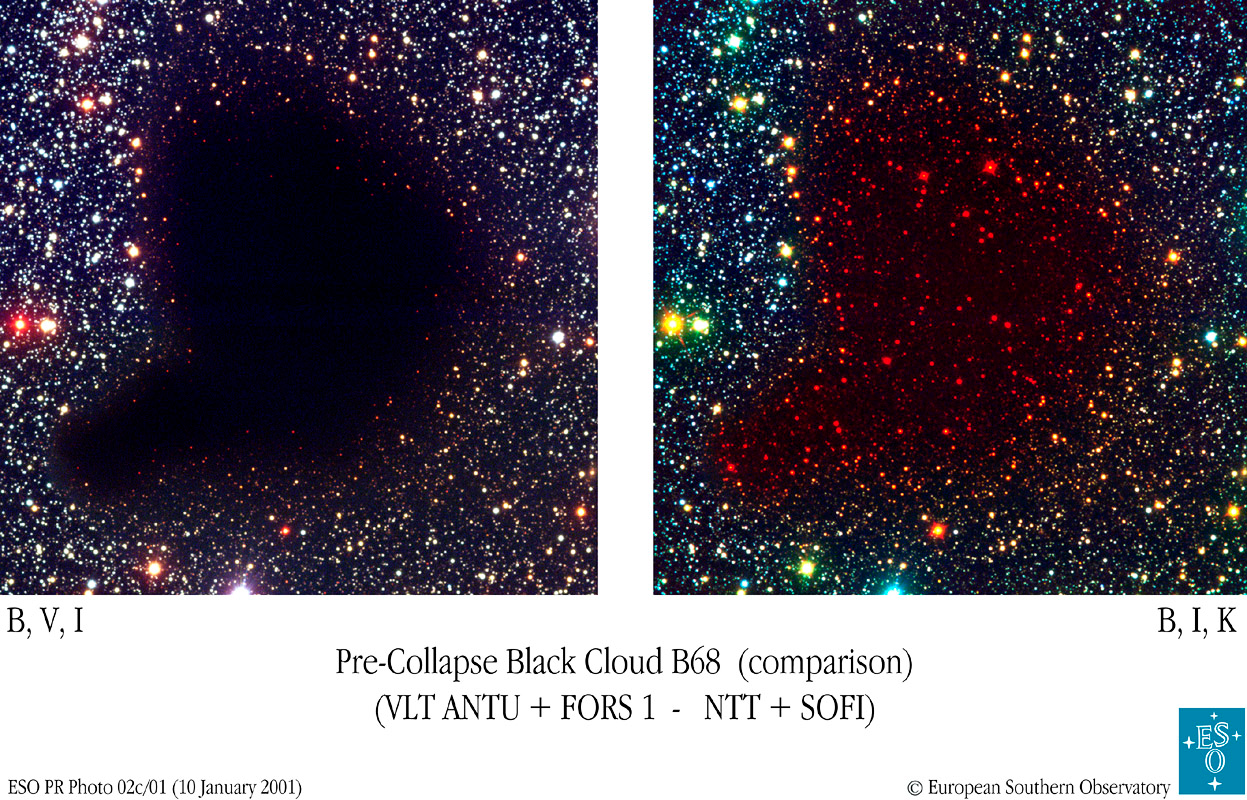 B, V, I
B, I, K
Pre-Collapse Black Cloud B68 (comparison)
(VLT ANTU + FORS 1 - NTT + SOFI)
ESO
ESO PR Photo 02c/01 (10 January 2001)
© European Southern Observatory